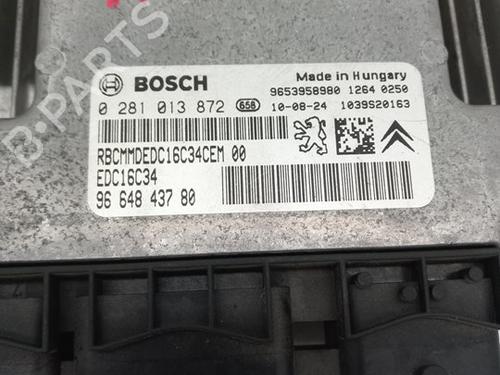 BOSCH
Made in Hungary
9653958980 1264 0250
0 281 013 872 656 10-08-24 1039S20163
RBCMMDEDC16C34CEM 00
EDC16C34
96 648 437 80